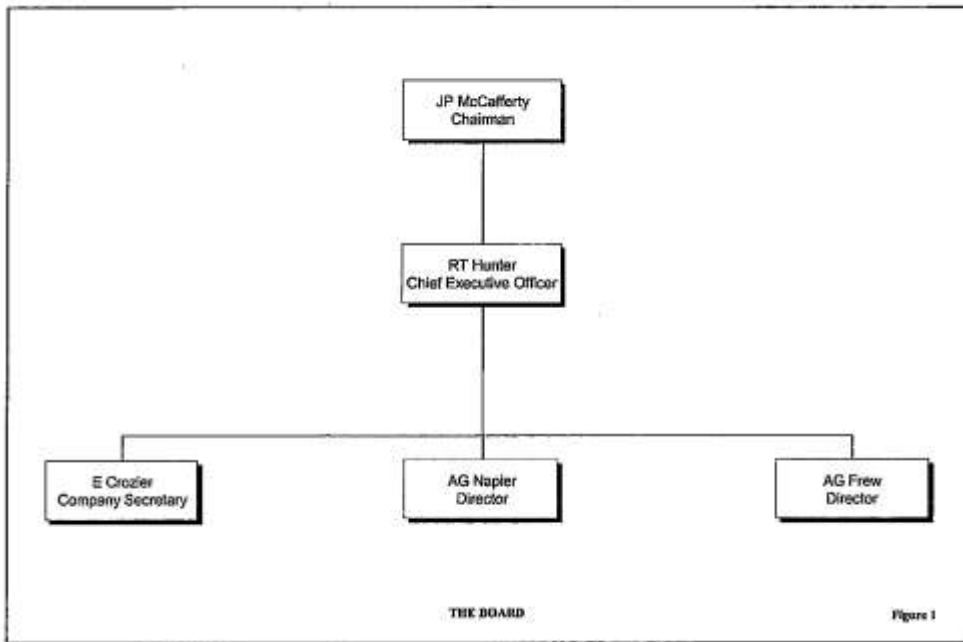 JP McCafferty
Chairman
RT Hunter
Chief Executive Officer
E Crozier
Company Secretary
AG Napier
Director
AG Frew
Director
THE BOARD
Figure 1